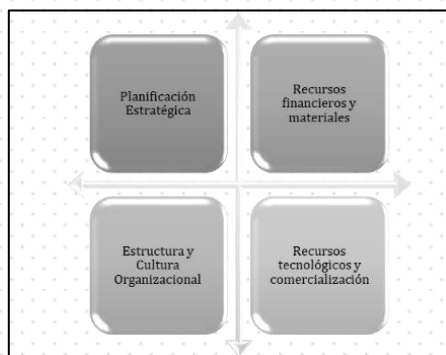 Planificación
Estratégica
Recursos
financieros y
materiales
Estructura y
Cultura
Organizacional
Recursos
tecnológicos y
comercialización